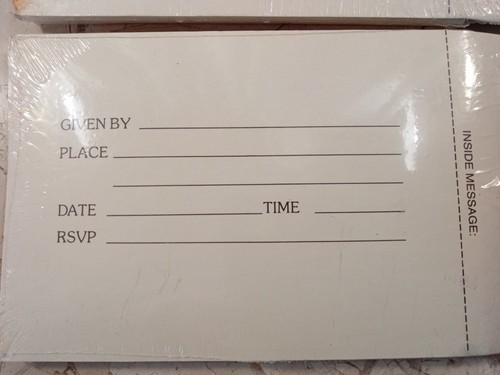 GIVEN BY
PLACE
DATE TIME
RSVP
INSIDE MESSAGE: